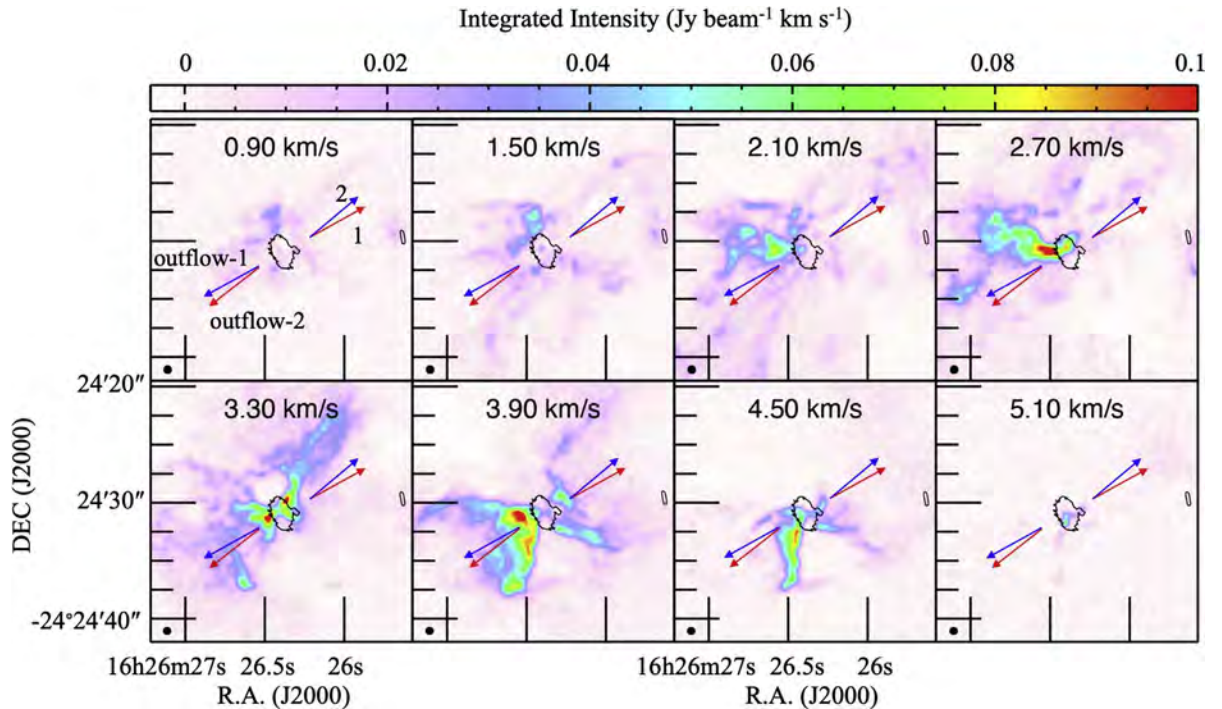 Integrated Intensity (Jy beam⁻¹ km s⁻¹)
0 0.02 0.04 0.06 0.08 0.1
0.90 km/s 1.50 km/s 2.10 km/s 2.70 km/s
2
1
outflow-1
outflow-2
24′20″
3.30 km/s 3.90 km/s 4.50 km/s 5.10 km/s
24′30″
DEC (J2000)
-24°24′40″
16h26m27s 26.5s 26s 16h26m27s 26.5s 26s
R.A. (J2000) R.A. (J2000)